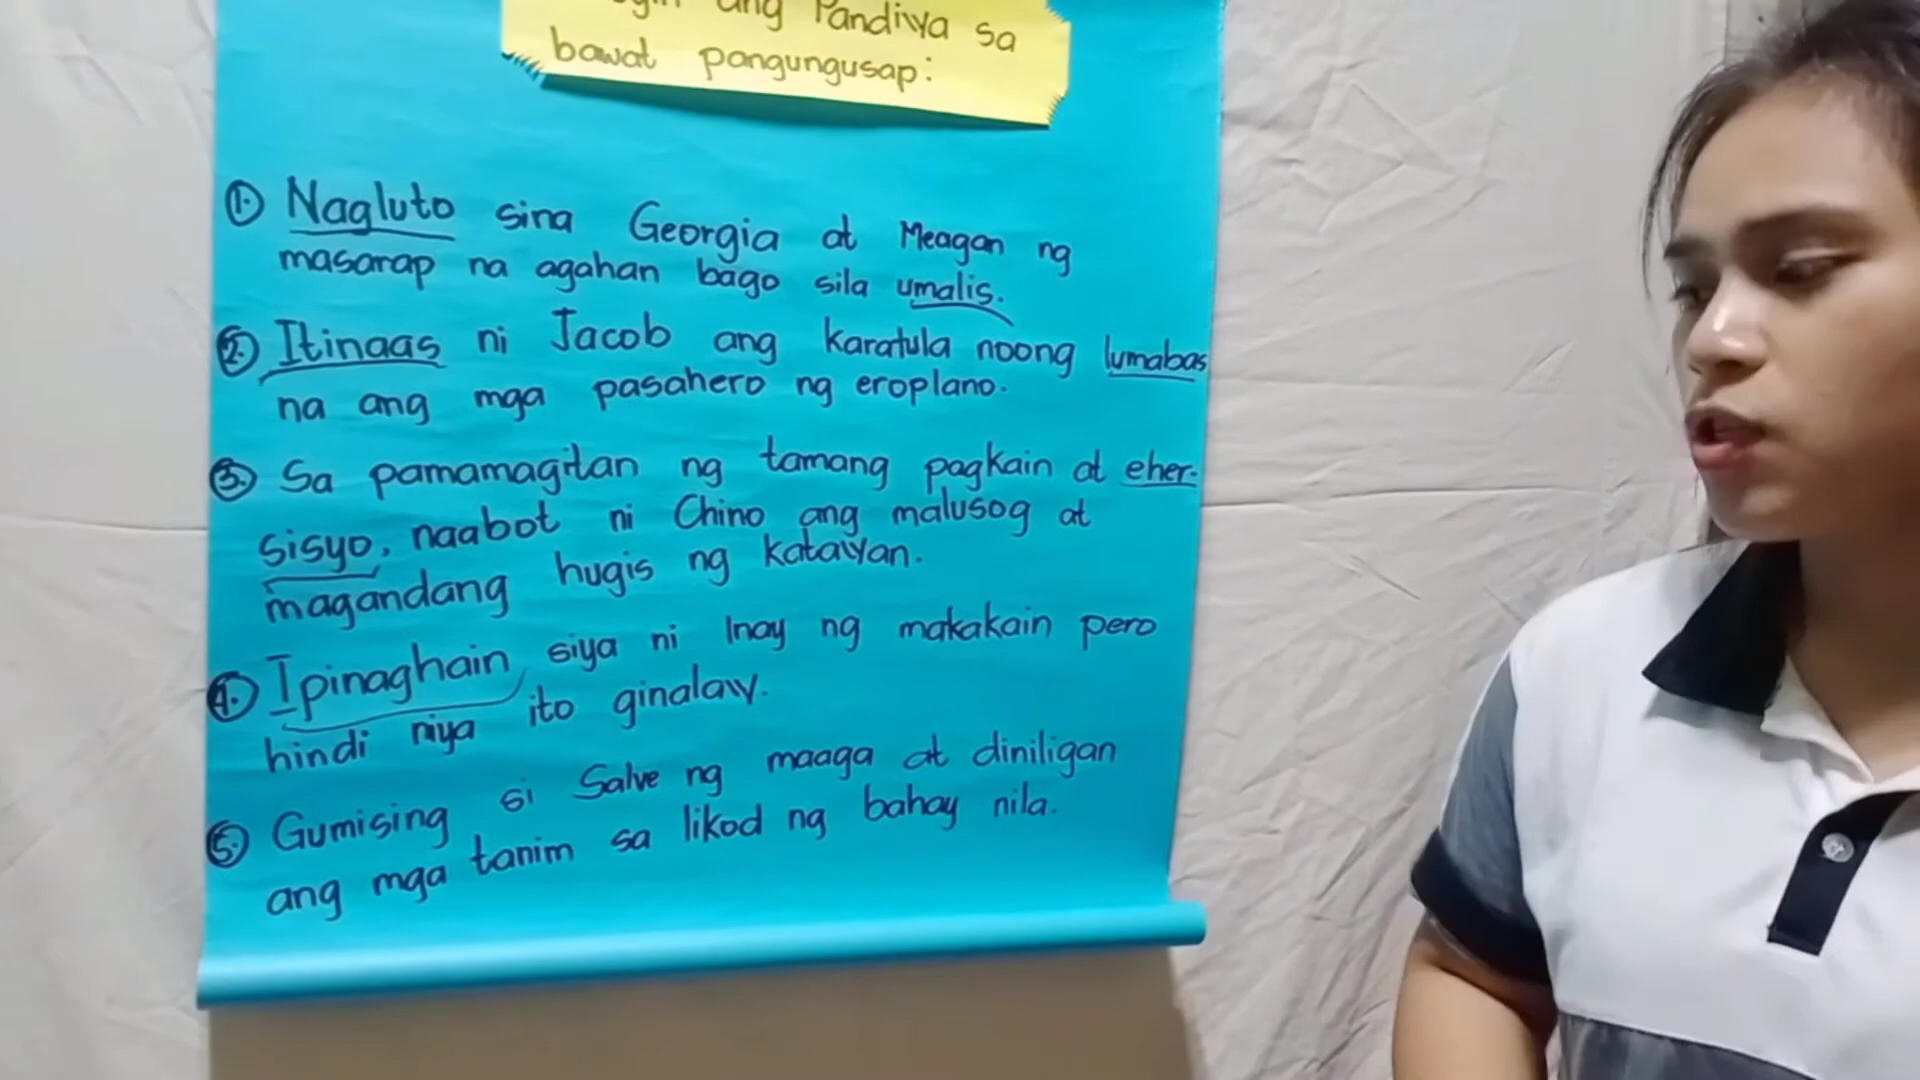 ang Pandiwa sa
bawat pangungusap:
1. Nagluto sina Georgia at Meagan ng
masarap na agahan bago sila umalis.
2. Itinaas ni Jacob ang karatula noong lumabas
na ang mga pasahero ng eroplano.
3. Sa pamamagitan ng tamang pagkain at eher-
sisyo, naabot ni Chino ang malusog at
magandang hugis ng katawan.
4. Ipinaghain siya ni Inay ng makakain pero
hindi niya ito ginalaw.
5. Gumising si Salve ng maaga at diniligan
ang mga tanim sa likod ng bahay nila.